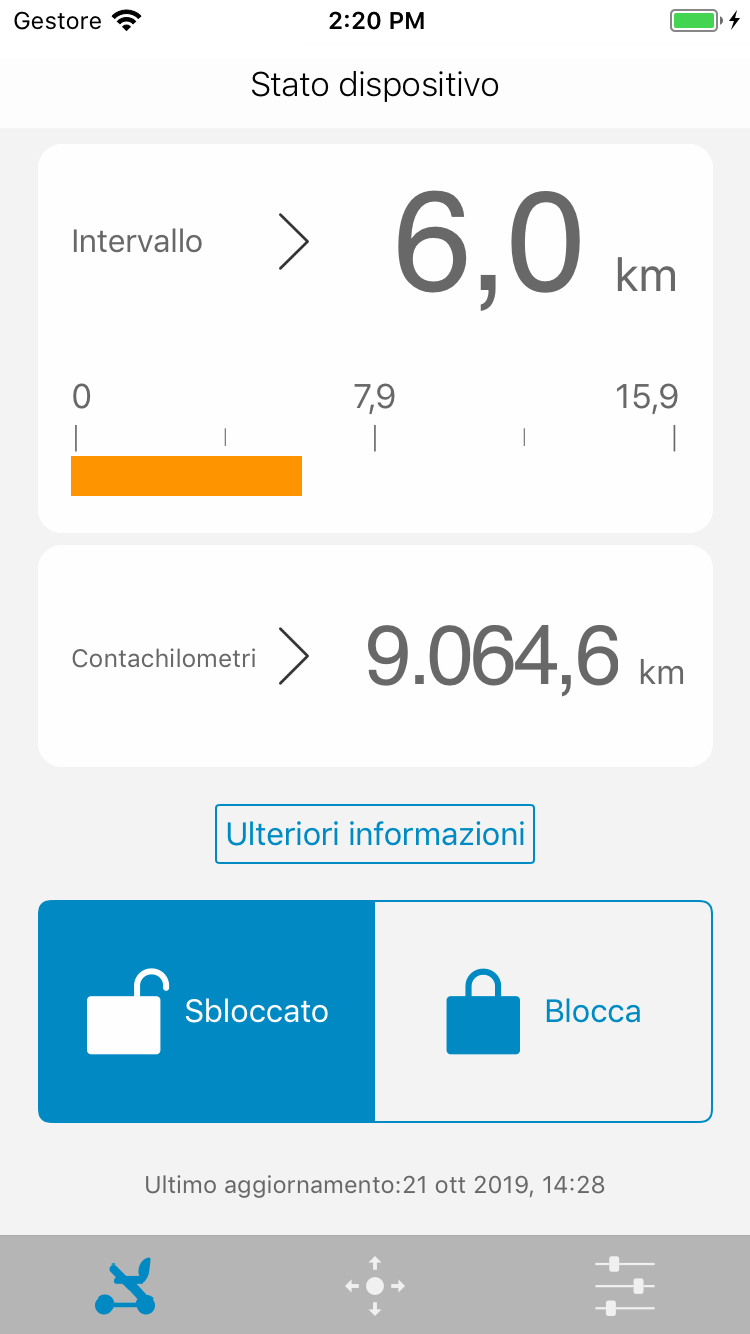 Gestore 2:20 PM
Stato dispositivo
Intervallo 6,0 km
0 7,9 15,9
Contachilometri 9.064,6 km
Ulteriori informazioni
Sbloccato Blocca
Ultimo aggiornamento:21 ott 2019, 14:28